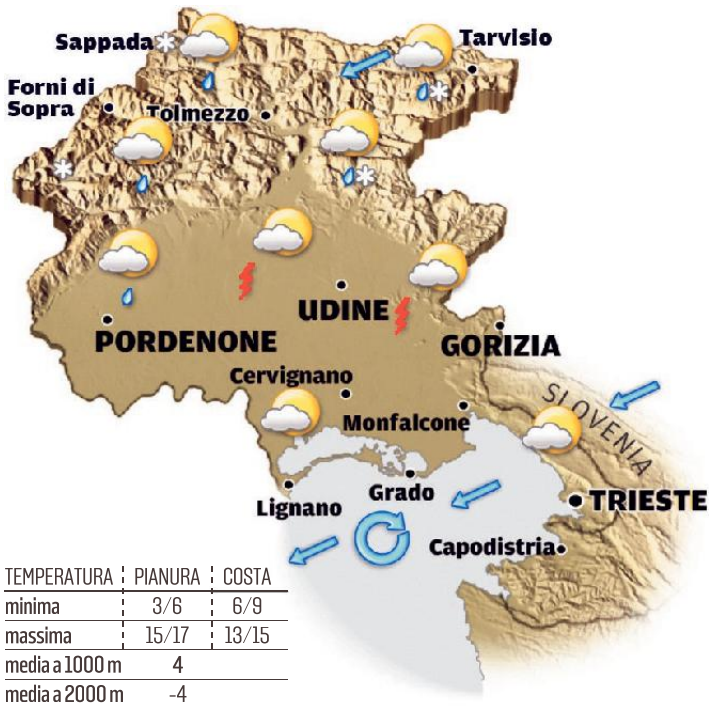 Sappada
Tarvisio
Forni di
Sopra
Tolmezzo
UDINE
PORDENONE
GORIZIA
Cervignano
SLOVENIA
Monfalcone
Grado
Lignano
TRIESTE
Capodistria
TEMPERATURA PIANURA COSTA
minima 3/6 6/9
massima 15/17 13/15
media a 1000 m 4
media a 2000 m -4